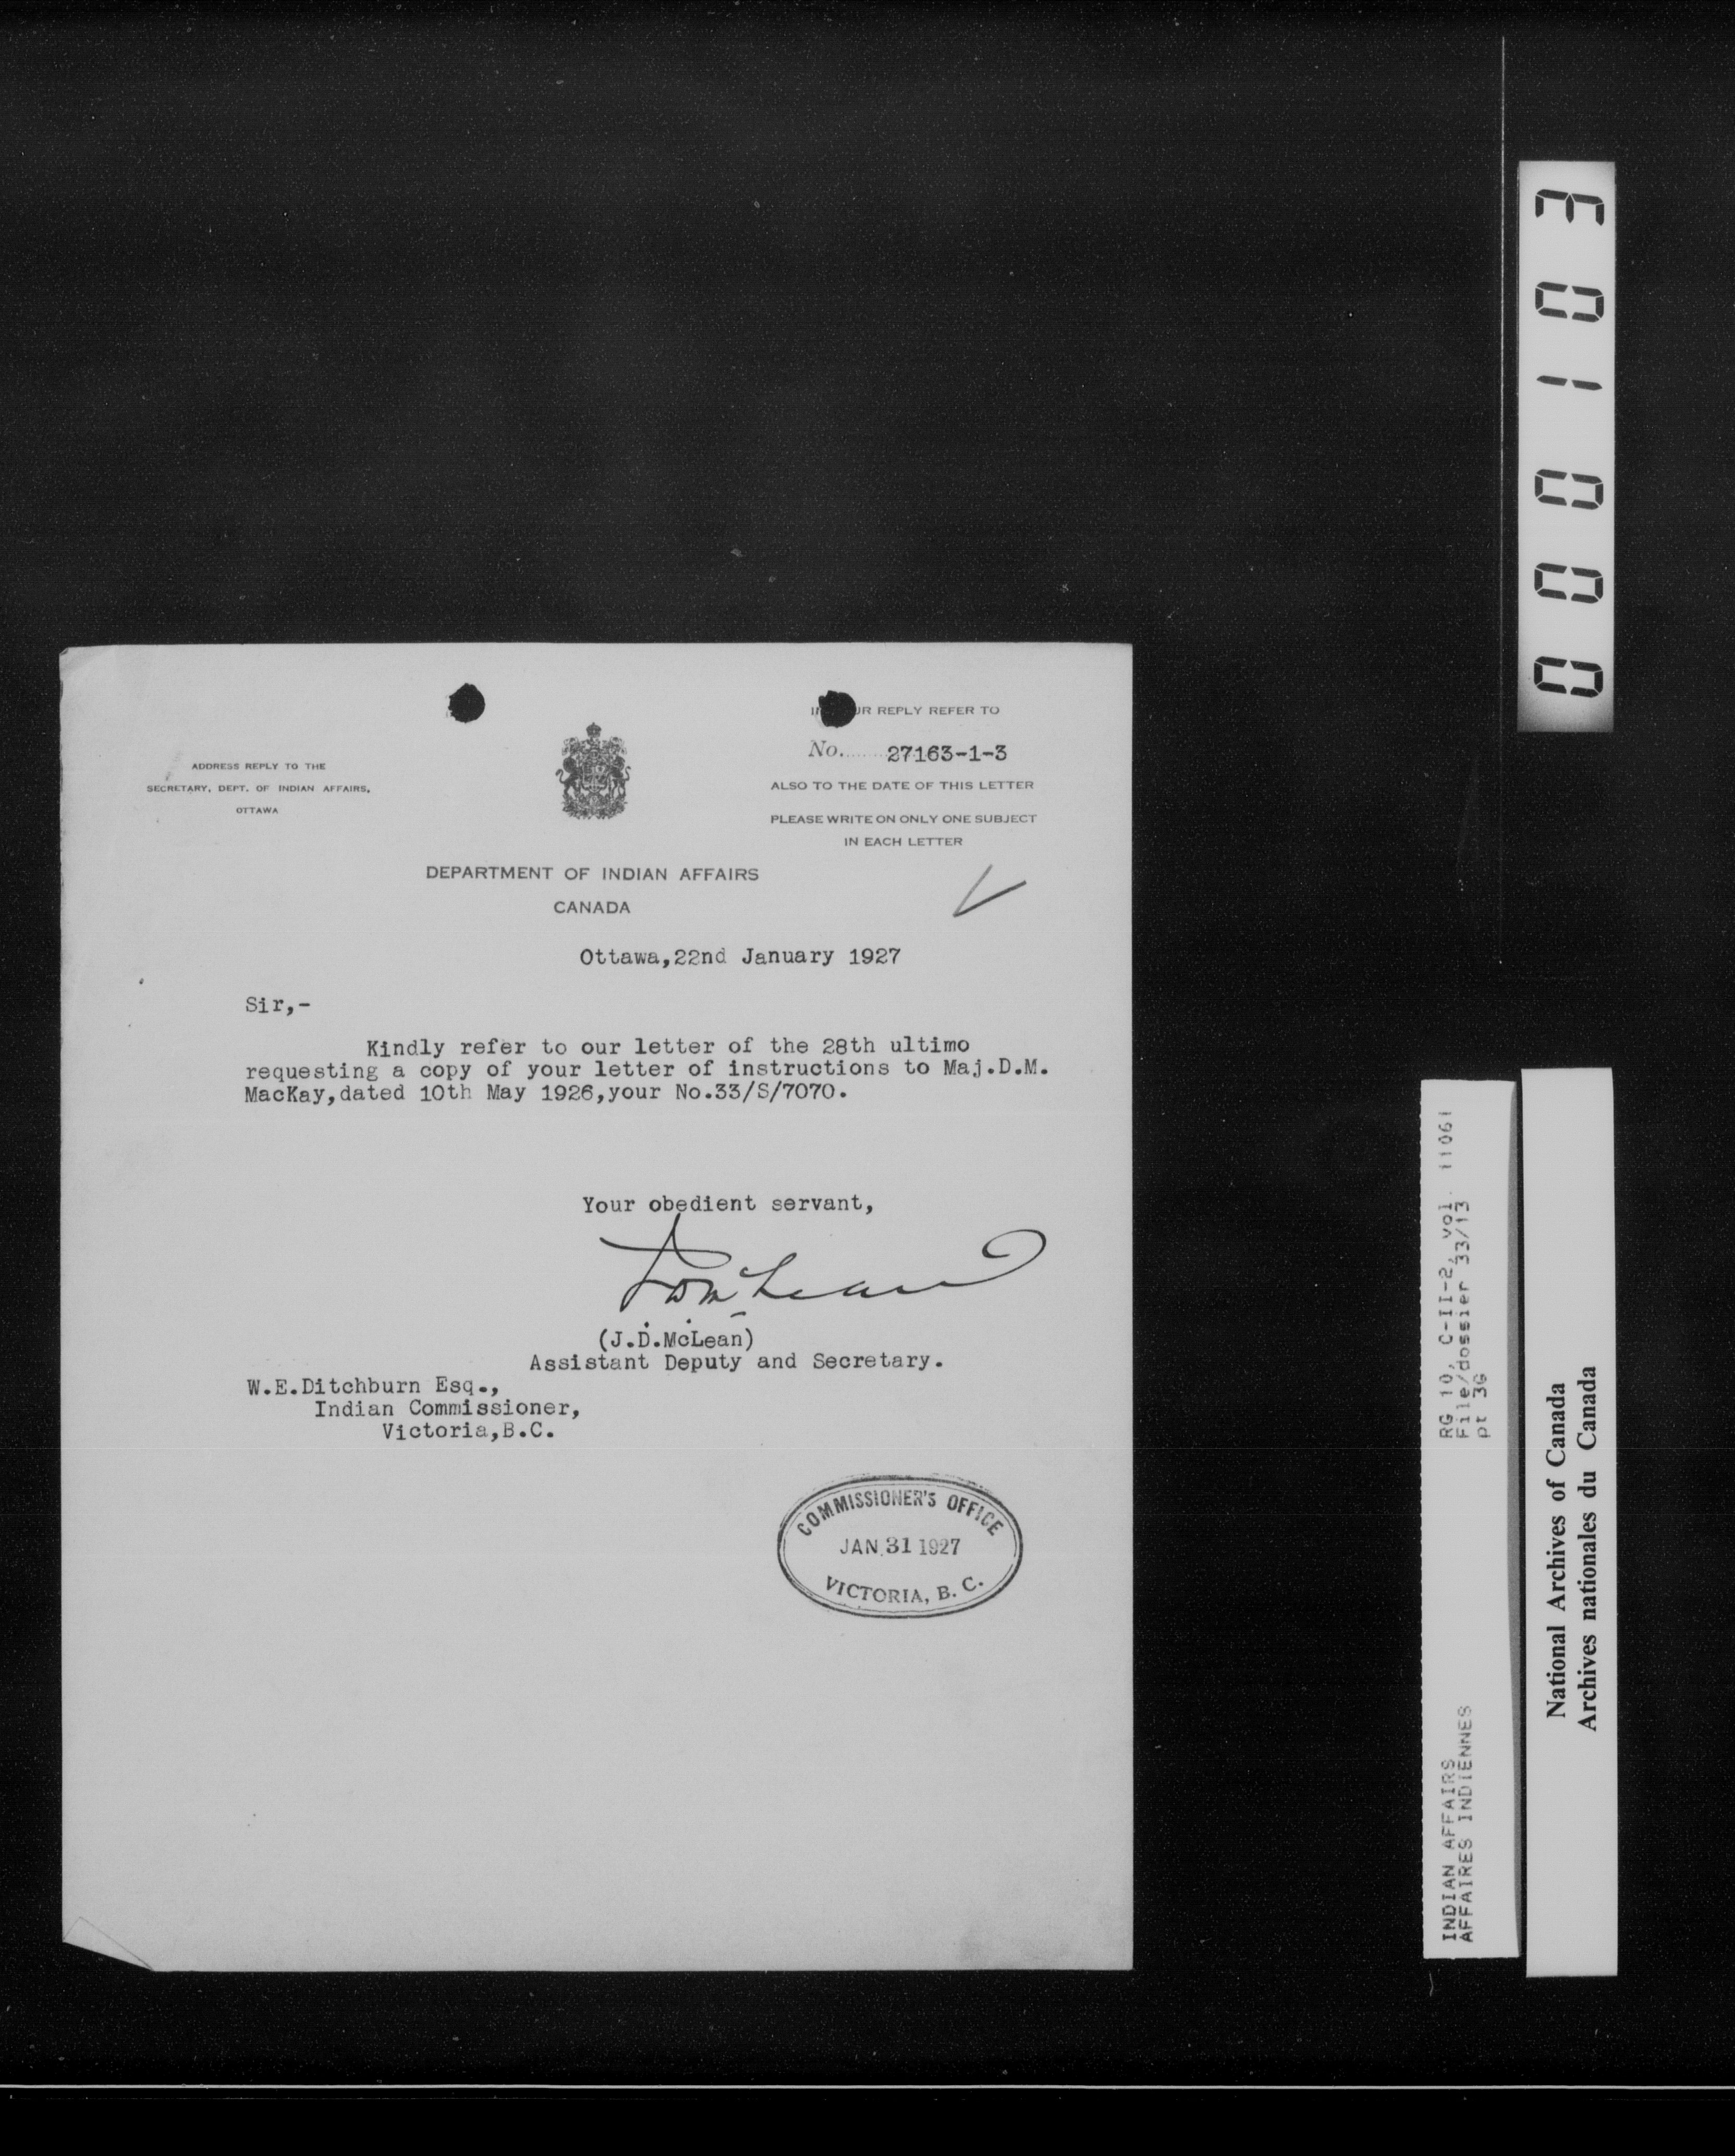 IN UR REPLY REFER TO
No. 27163-1-3
ALSO TO THE DATE OF THIS LETTER
PLEASE WRITE ON ONLY ONE SUBJECT
IN EACH LETTER
ADDRESS REPLY TO THE
SECRETARY, DEPT. OF INDIAN AFFAIRS,
OTTAWA
DEPARTMENT OF INDIAN AFFAIRS
CANADA
Ottawa,22nd January 1927
Sir,-
Kindly refer to our letter of the 28th ultimo
requesting a copy of your letter of instructions to Maj.D.M.
MacKay,dated 10th May 1926,your No.33/S/7070.
Your obedient servant,
(J.D.McLean)
Assistant Deputy and Secretary.
W.E.Ditchburn Esq.,
Indian Commissioner,
Victoria,B.C.
COMMISSIONER'S OFFICE
JAN 31 1927
VICTORIA, B. C.
000103
INDIAN AFFAIRS
AFFAIRES INDIENNES
RG 10, C-II-2, vol. 11061
File/dossier 33/13
pt 3G
National Archives of Canada
Archives nationales du Canada